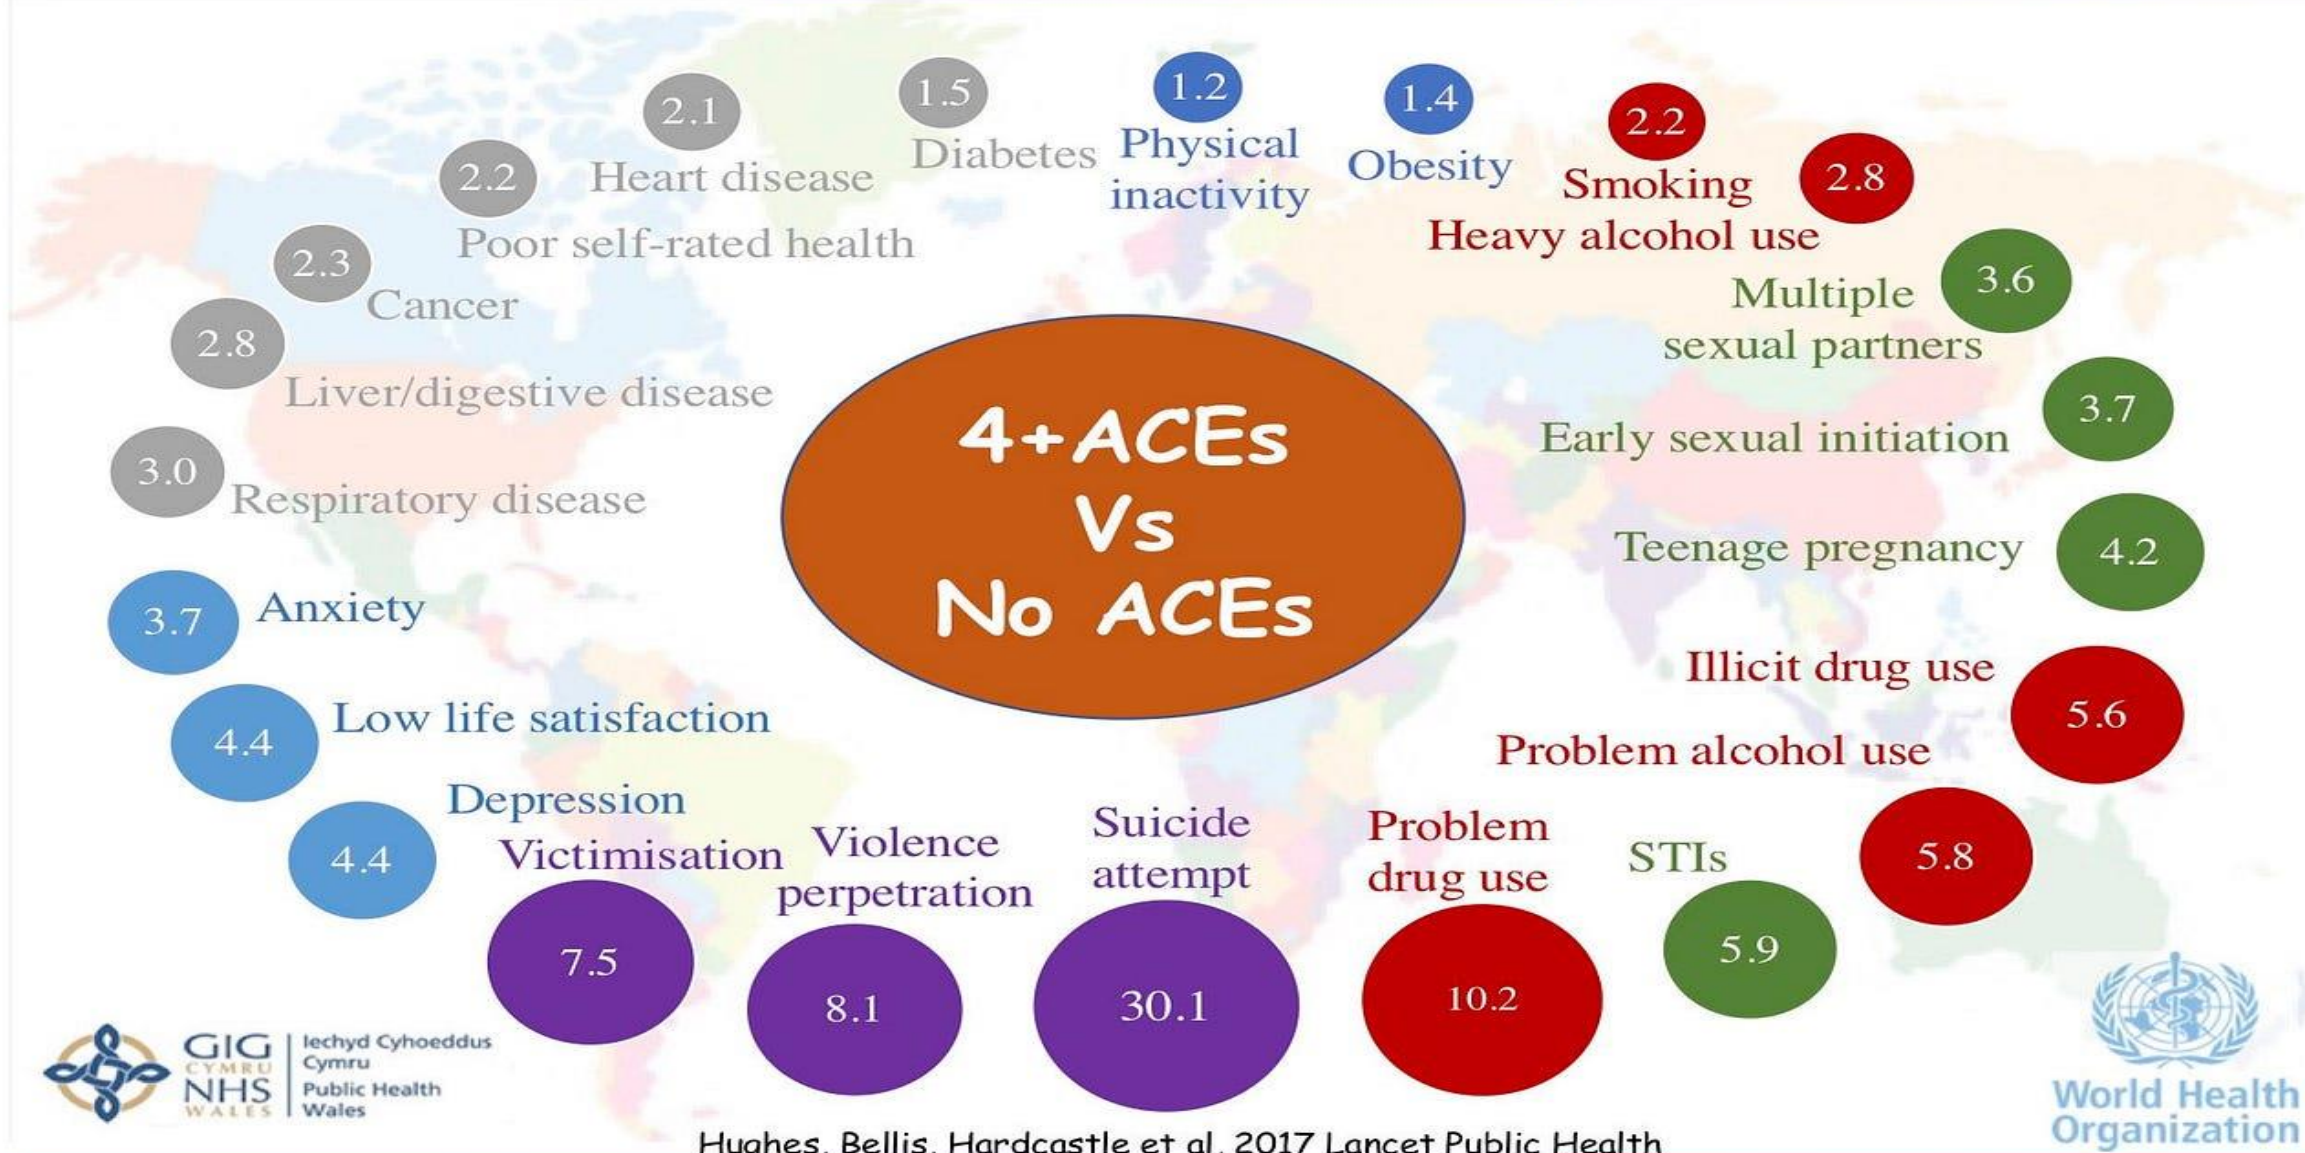 1.2
Physical
inactivity
1.4
Obesity
2.2
Smoking
2.8
Heavy alcohol use
3.6
Multiple
sexual partners
3.7
Early sexual initiation
4.2
Teenage pregnancy
5.6
Illicit drug use
5.8
Problem alcohol use
5.9
STIs
10.2
Problem
drug use
30.1
Suicide
attempt
8.1
Violence
perpetration
7.5
Victimisation
4.4
Depression
4.4
Low life satisfaction
3.7
Anxiety
3.0
Respiratory disease
2.8
Liver/digestive disease
2.3
Cancer
2.2
Poor self-rated health
2.1
Heart disease
1.5
Diabetes
4+ACEs
Vs
No ACEs
GIG
CYMRU
NHS
WALES
Iechyd Cyhoeddus
Cymru
Public Health
Wales
Hughes, Bellis, Hardcastle et al, 2017 Lancet Public Health
World Health
Organization